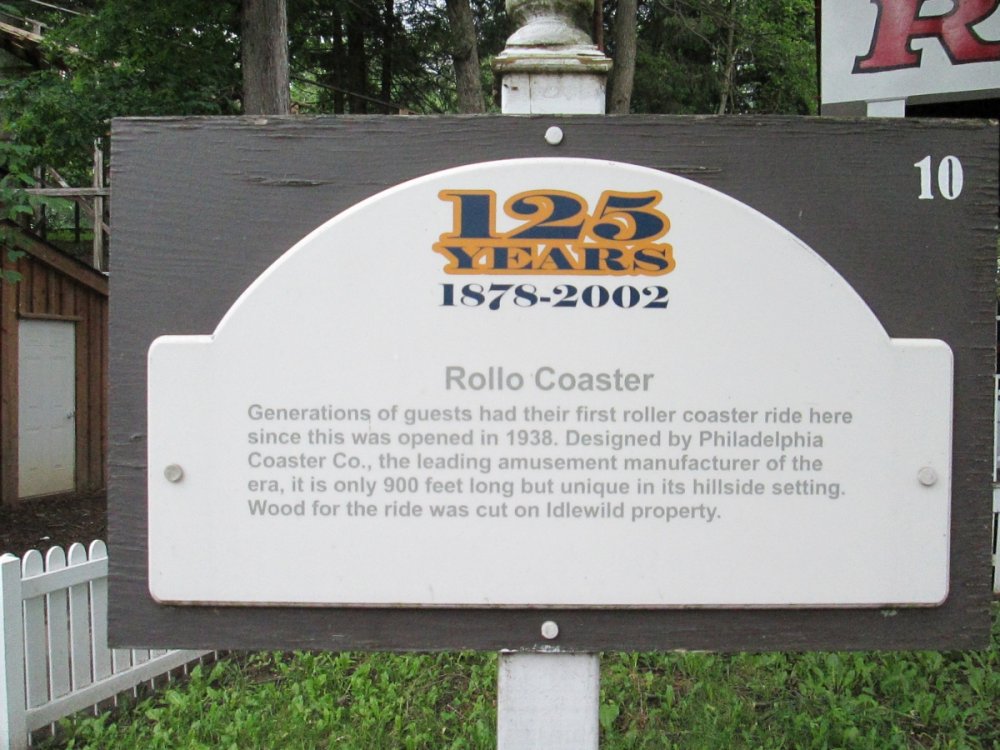 R
10
125
YEARS
1878-2002
Rollo Coaster
Generations of guests had their first roller coaster ride here
since this was opened in 1938. Designed by Philadelphia
Coaster Co., the leading amusement manufacturer of the
era, it is only 900 feet long but unique in its hillside setting.
Wood for the ride was cut on Idlewild property.